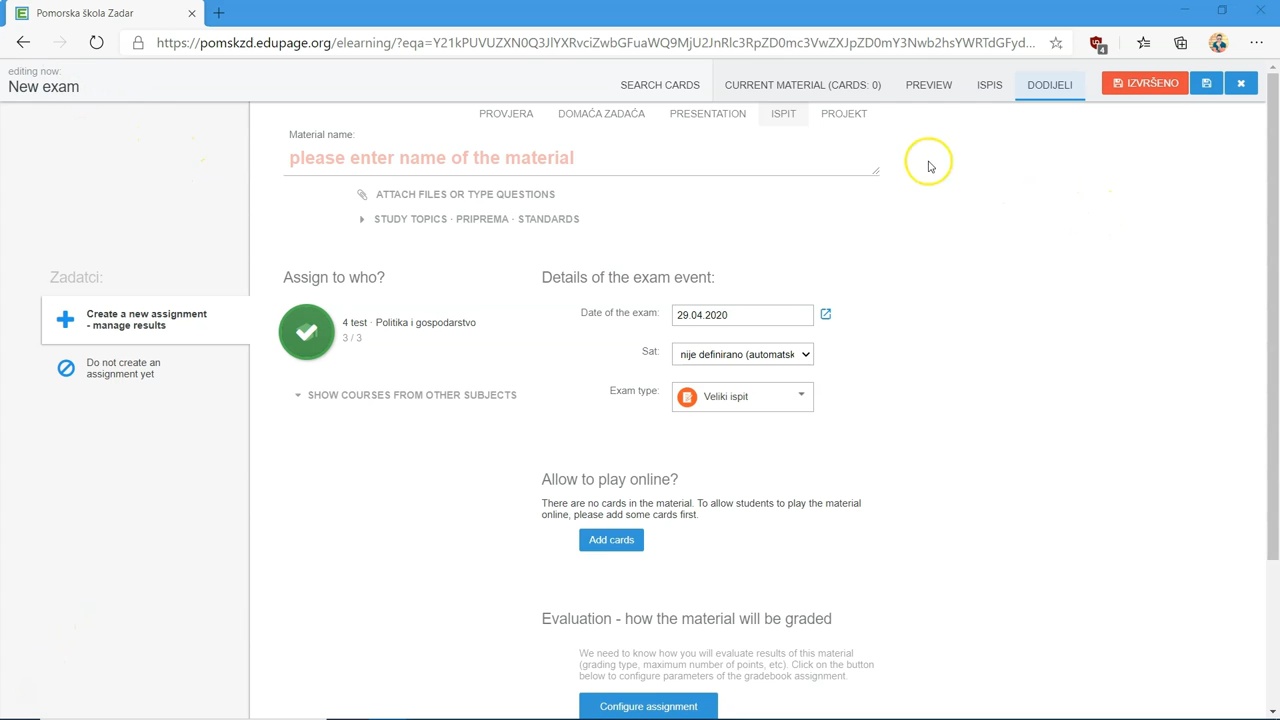 Pomorska škola Zadar
https://pomskzd.edupage.org/elearning/?eqa=Y21kPUVUZXN0Q3JlYXRvciZwbGFuaWQ9MjU2JnRlc3RpZD0mc3VwZXJpZD0mY3Nwb2hsYWRTdGFyd...
4
editing now:
New exam
SEARCH CARDS
CURRENT MATERIAL (CARDS: 0)
PREVIEW
ISPIS
DODIJELI
IZVRŠENO
PROVJERA
DOMAĆA ZADAĆA
PRESENTATION
ISPIT
PROJEKT
Material name:
please enter name of the material
ATTACH FILES OR TYPE QUESTIONS
STUDY TOPICS · PRIPREMA · STANDARDS
Zadatci:
Assign to who?
Details of the exam event:
Create a new assignment
- manage results
4 test · Politika i gospodarstvo
3 / 3
Date of the exam:
29.04.2020
Sat:
nije definirano (automatsk
Do not create an
assignment yet
Exam type:
Veliki ispit
SHOW COURSES FROM OTHER SUBJECTS
Allow to play online?
There are no cards in the material. To allow students to play the material
online, please add some cards first.
Add cards
Evaluation - how the material will be graded
We need to know how you will evaluate results of this material
(grading type, maximum number of points, etc). Click on the button
below to configure parameters of the gradebook assignment.
Configure assignment